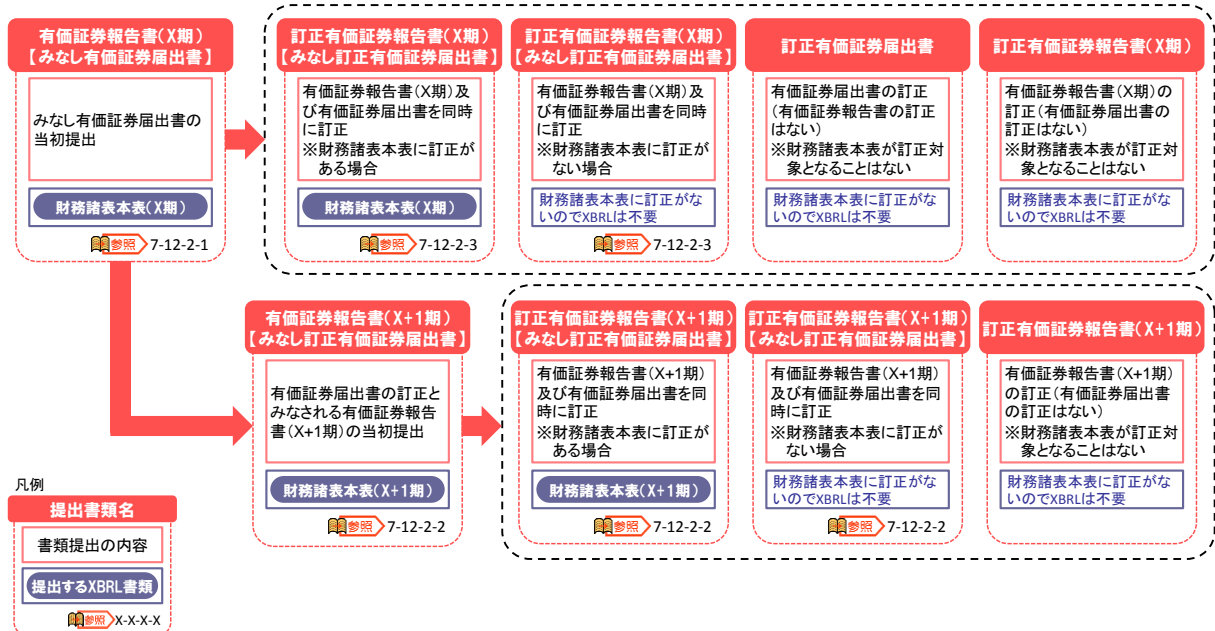 有価証券報告書(X期)
【みなし有価証券届出書】
みなし有価証券届出書の
当初提出
財務諸表本表(X期)
参照 7-12-2-1
訂正有価証券報告書(X期)
【みなし訂正有価証券届出書】
有価証券報告書(X期)及
び有価証券届出書を同時
に訂正
※財務諸表本表に訂正が
ある場合
財務諸表本表(X期)
参照 7-12-2-3
訂正有価証券報告書(X期)
【みなし訂正有価証券届出書】
有価証券報告書(X期)及
び有価証券届出書を同時
に訂正
※財務諸表本表に訂正が
ない場合
財務諸表本表に訂正がな
いのでXBRLは不要
参照 7-12-2-3
訂正有価証券届出書
有価証券届出書の訂正
(有価証券報告書の訂正
はない)
※財務諸表本表が訂正対
象となることはない
財務諸表本表に訂正がな
いのでXBRLは不要
訂正有価証券報告書(X期)
有価証券報告書(X期)の
訂正(有価証券届出書の
訂正はない)
※財務諸表本表が訂正対
象となることはない
財務諸表本表に訂正がな
いのでXBRLは不要
有価証券報告書(X+1期)
【みなし訂正有価証券届出書】
有価証券届出書の訂正と
みなされる有価証券報告
書(X+1期)の当初提出
財務諸表本表(X+1期)
参照 7-12-2-2
訂正有価証券報告書(X+1期)
【みなし訂正有価証券届出書】
有価証券報告書(X+1期)
及び有価証券届出書を同
時に訂正
※財務諸表本表に訂正が
ある場合
財務諸表本表(X+1期)
参照 7-12-2-2
訂正有価証券報告書(X+1期)
【みなし訂正有価証券届出書】
有価証券報告書(X+1期)
及び有価証券届出書を同
時に訂正
※財務諸表本表に訂正が
ない場合
財務諸表本表に訂正がな
いのでXBRLは不要
参照 7-12-2-2
訂正有価証券報告書(X+1期)
有価証券報告書(X+1期)
の訂正(有価証券届出書
の訂正はない)
※財務諸表本表が訂正対
象となることはない
財務諸表本表に訂正がな
いのでXBRLは不要
凡例
提出書類名
書類提出の内容
提出するXBRL書類
参照 X-X-X-X